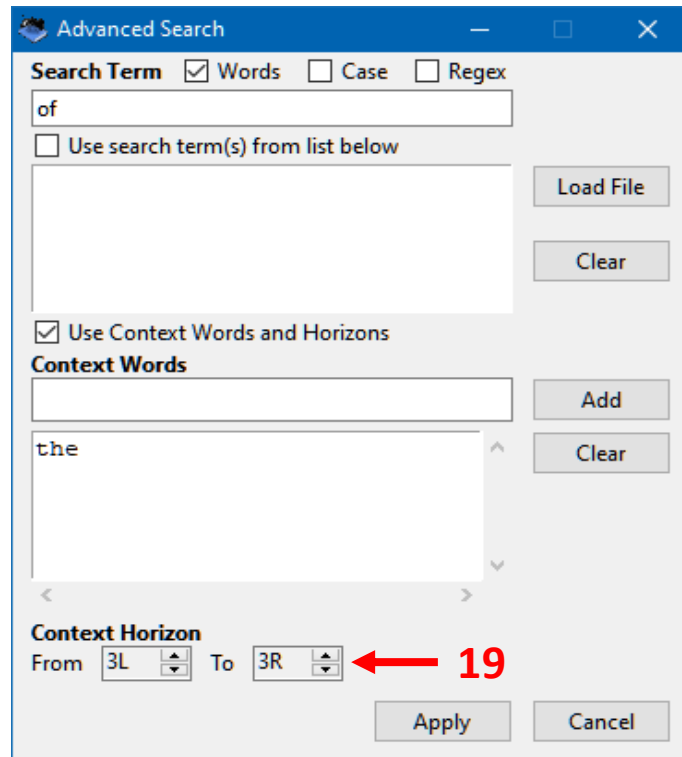 Advanced Search
Search Term Words Case Regex
of
Use search term(s) from list below
Load File
Clear
Use Context Words and Horizons
Context Words
Add
the
Clear
Context Horizon
From 3L To 3R 19
Apply Cancel